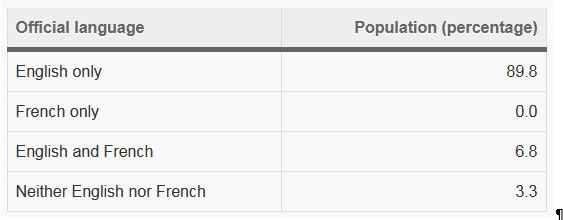 Official language Population (percentage)
English only 89.8
French only 0.0
English and French 6.8
Neither English nor French 3.3
¶